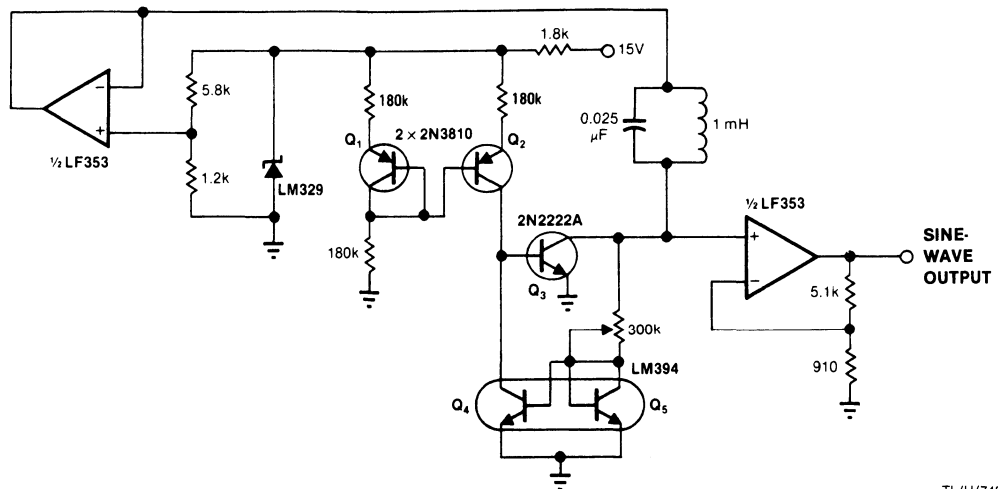 1.8k
15V
5.8k
180k
180k
0.025
µF
1 mH
Q1
2 × 2N3810
Q2
½ LF353
1.2k
LM329
½ LF353
2N2222A
SINE-
WAVE
OUTPUT
180k
Q3
5.1k
300k
910
LM394
Q4
Q5